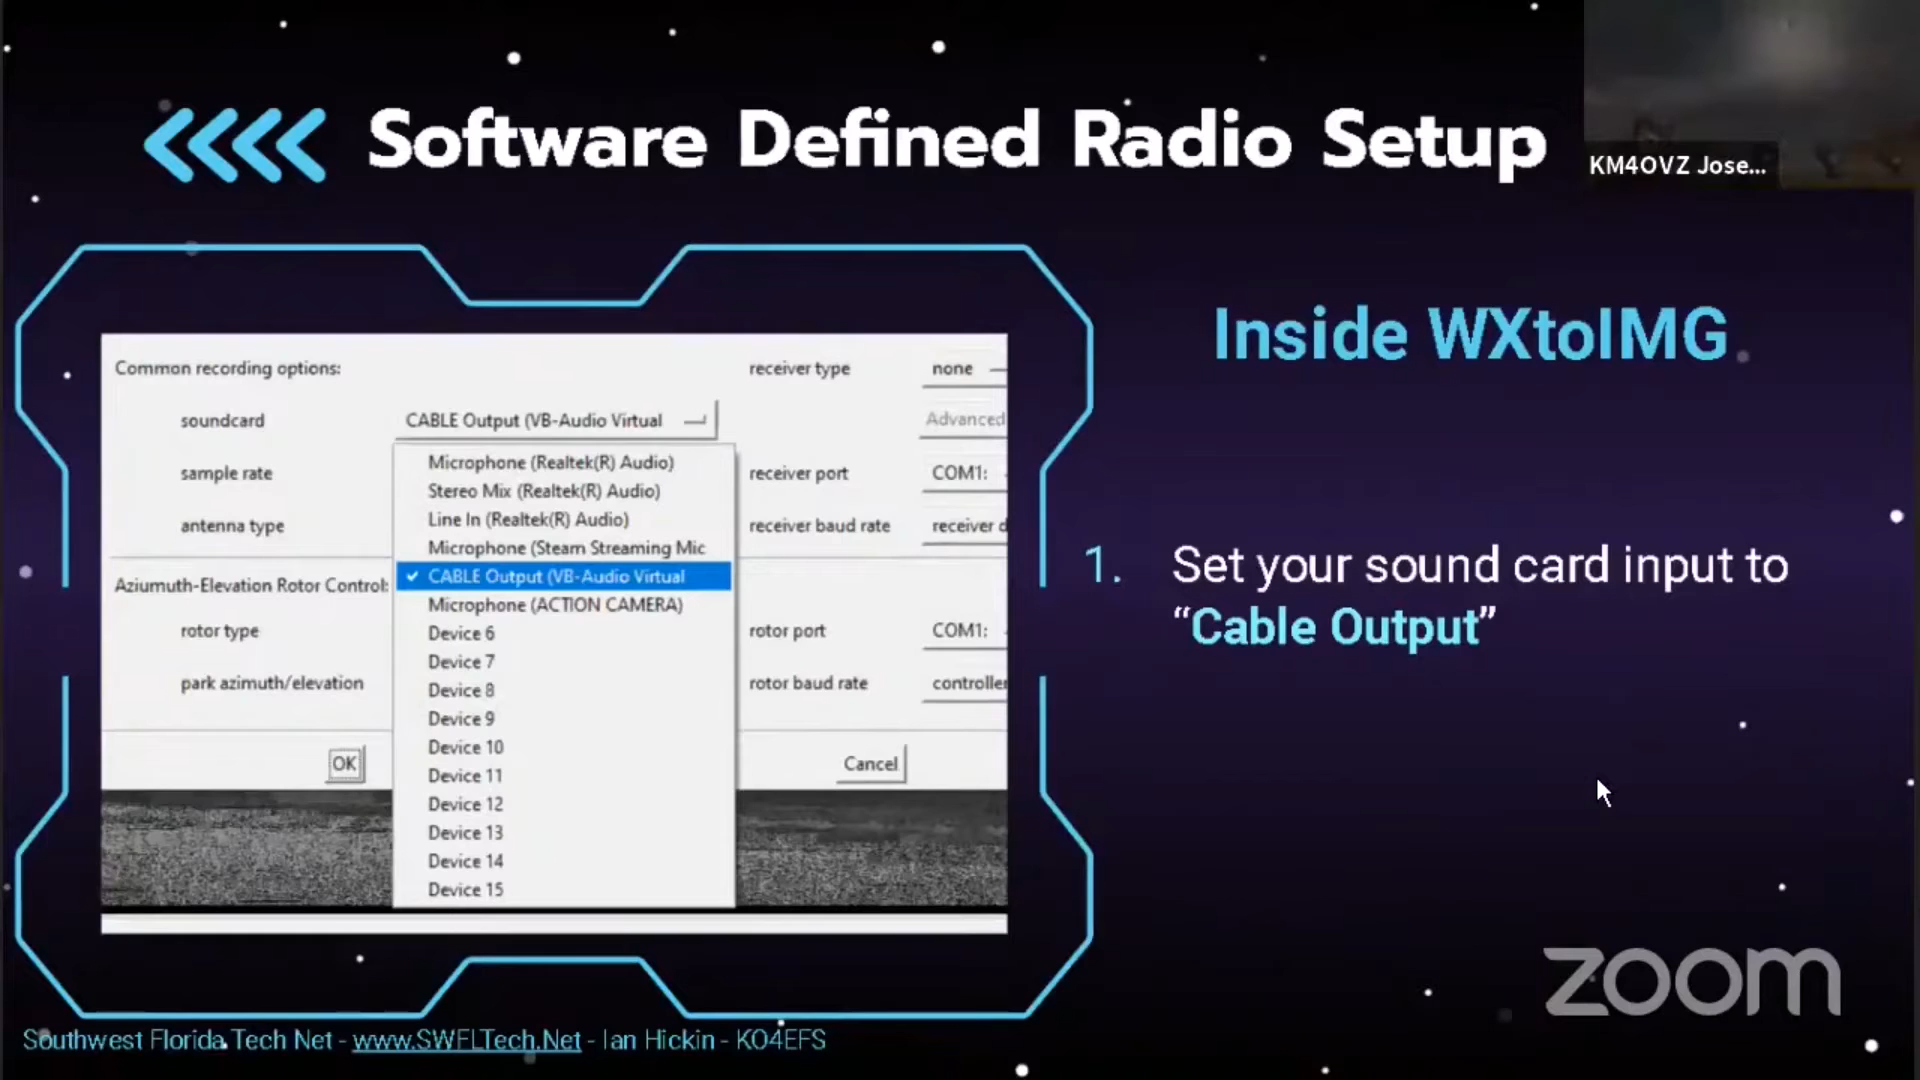 Software Defined Radio Setup
KM4OVZ Jose...
Inside WXtoIMG
1. Set your sound card input to
“Cable Output”
Common recording options:
receiver type
none
soundcard
CABLE Output (VB-Audio Virtual
Advanced
Microphone (Realtek(R) Audio)
sample rate
receiver port
COM1:
Stereo Mix (Realtek(R) Audio)
Line In (Realtek(R) Audio)
antenna type
receiver baud rate
receiver d
Microphone (Steam Streaming Mic
CABLE Output (VB-Audio Virtual
Aziumuth-Elevation Rotor Control:
Microphone (ACTION CAMERA)
rotor type
Device 6
rotor port
COM1:
Device 7
park azimuth/elevation
Device 8
rotor baud rate
controller
Device 9
Device 10
OK
Device 11
Cancel
Device 12
Device 13
Device 14
Device 15
zoom
Southwest Florida Tech Net - www.SWFLTech.Net - Ian Hickin - KO4EFS